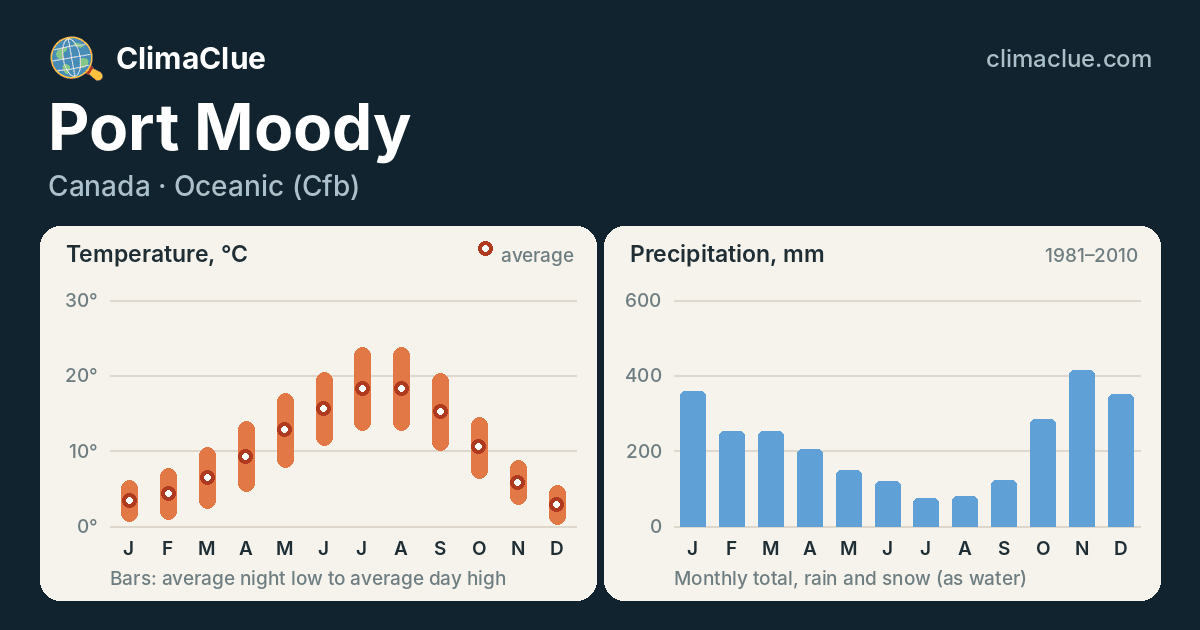 ClimaClue
climaclue.com
Port Moody
Canada · Oceanic (Cfb)
Temperature, °C
average
30°
20°
10°
0°
J F M A M J J A S O N D
Bars: average night low to average day high
Precipitation, mm
1981–2010
600
400
200
0
J F M A M J J A S O N D
Monthly total, rain and snow (as water)